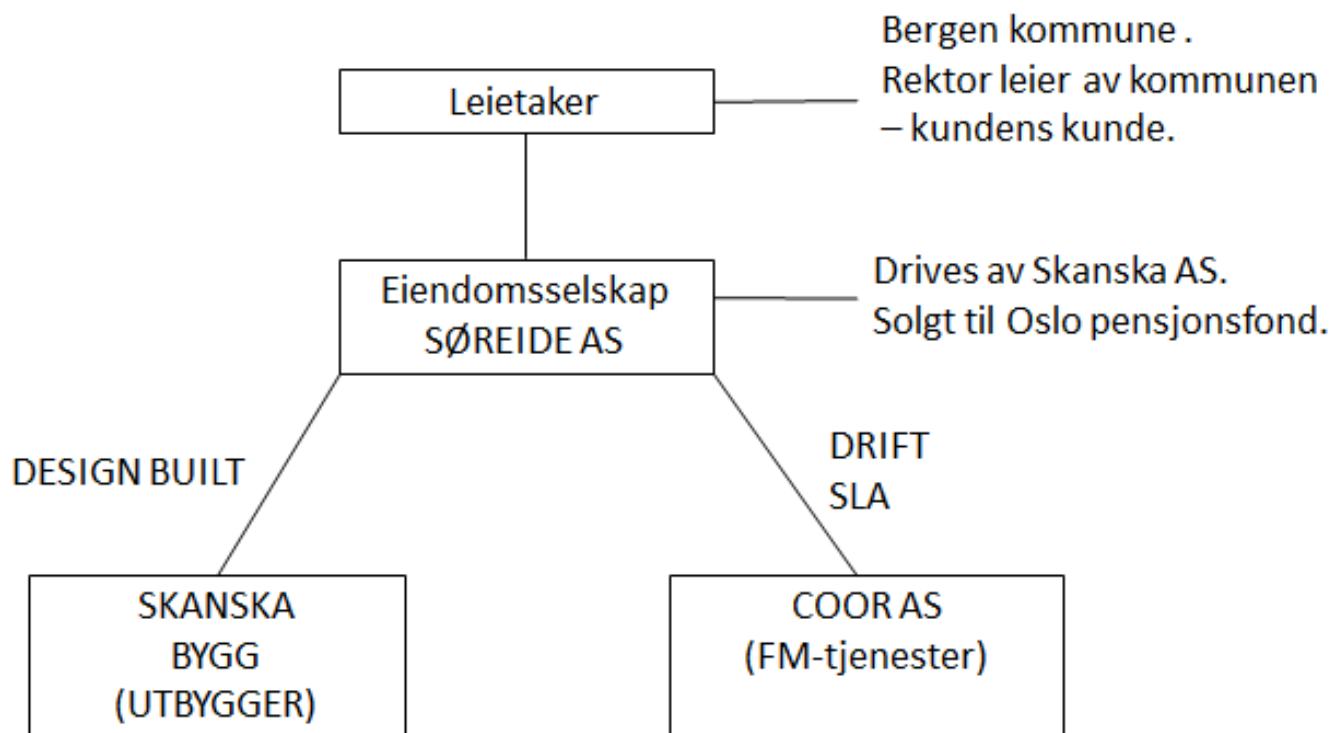 Bergen kommune .
Rektor leier av kommunen
– kundens kunde.
Leietaker
Eiendomsselskap
SØREIDE AS
Drives av Skanska AS.
Solgt til Oslo pensjonsfond.
DESIGN BUILT
DRIFT
SLA
SKANSKA
BYGG
(UTBYGGER)
COOR AS
(FM-tjenester)